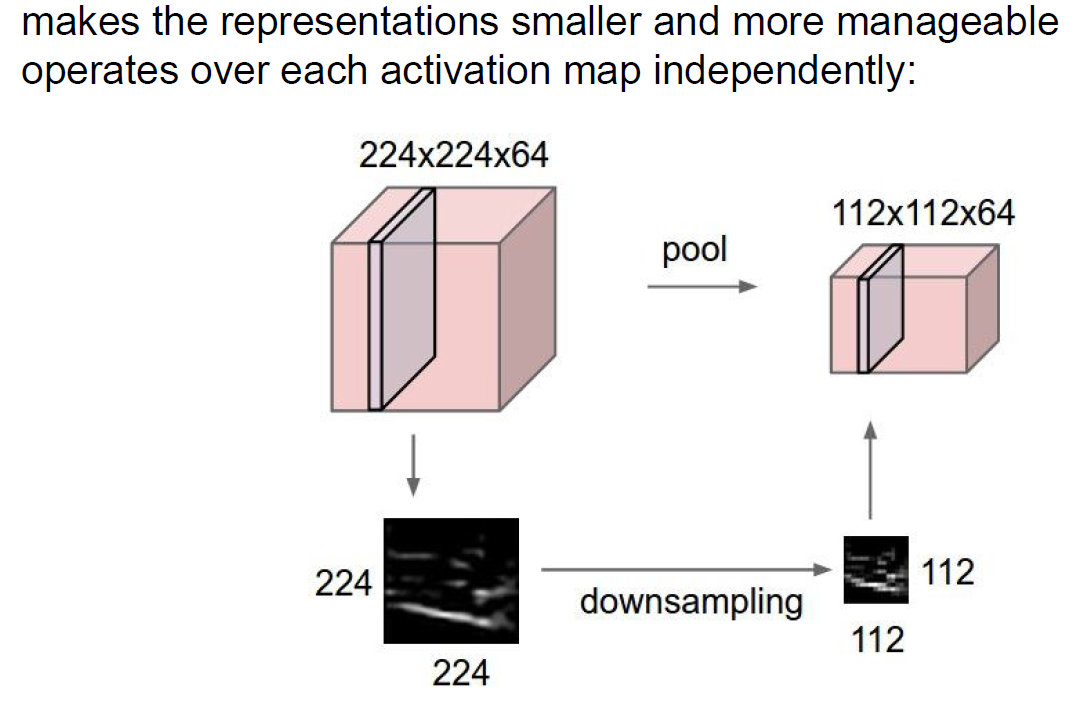 makes the representations smaller and more manageable
operates over each activation map independently:
224x224x64
112x112x64
pool
224
downsampling
112
112
224